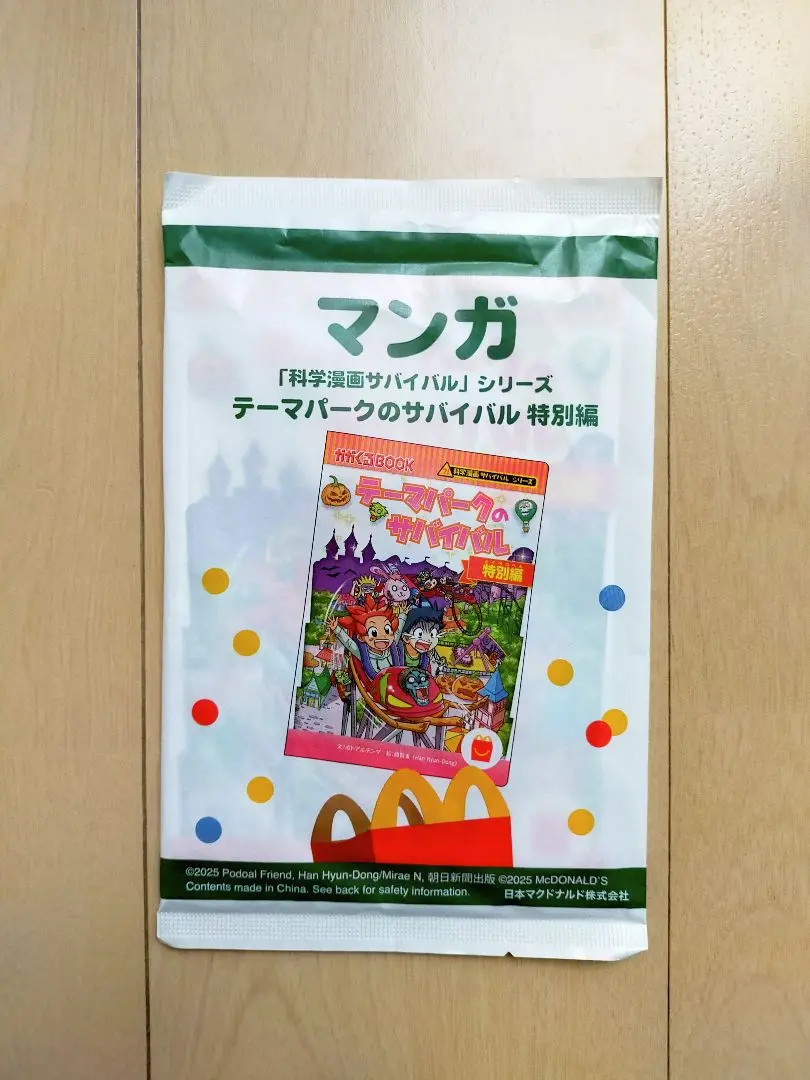 マンガ
「科学漫画サバイバル」シリーズ
テーマパークのサバイバル 特別編
かがくるBOOK
科学漫画サバイバル シリーズ
テーマパークの
サバイバル
特別編
(Han Hyun-Dong)
©2025 Podoal Friend, Han Hyun-Dong/Mirae N, 朝日新聞出版 ©2025 McDONALD'S
Contents made in China. See back for safety information. 日本マクドナルド株式会社